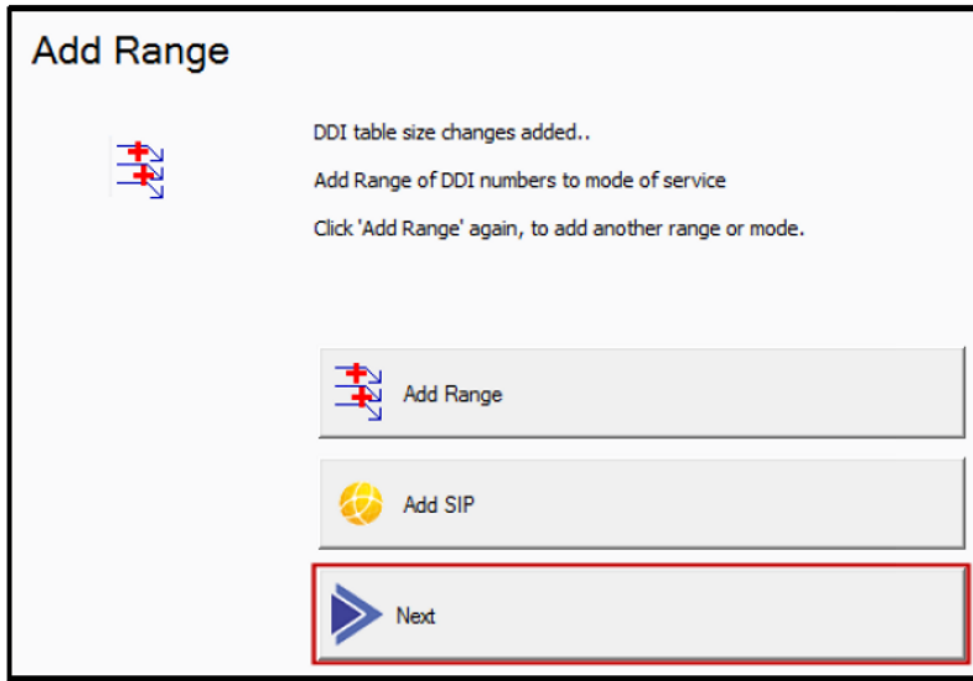 Add Range
DDI table size changes added..
Add Range of DDI numbers to mode of service
Click 'Add Range' again, to add another range or mode.
Add Range
Add SIP
Next